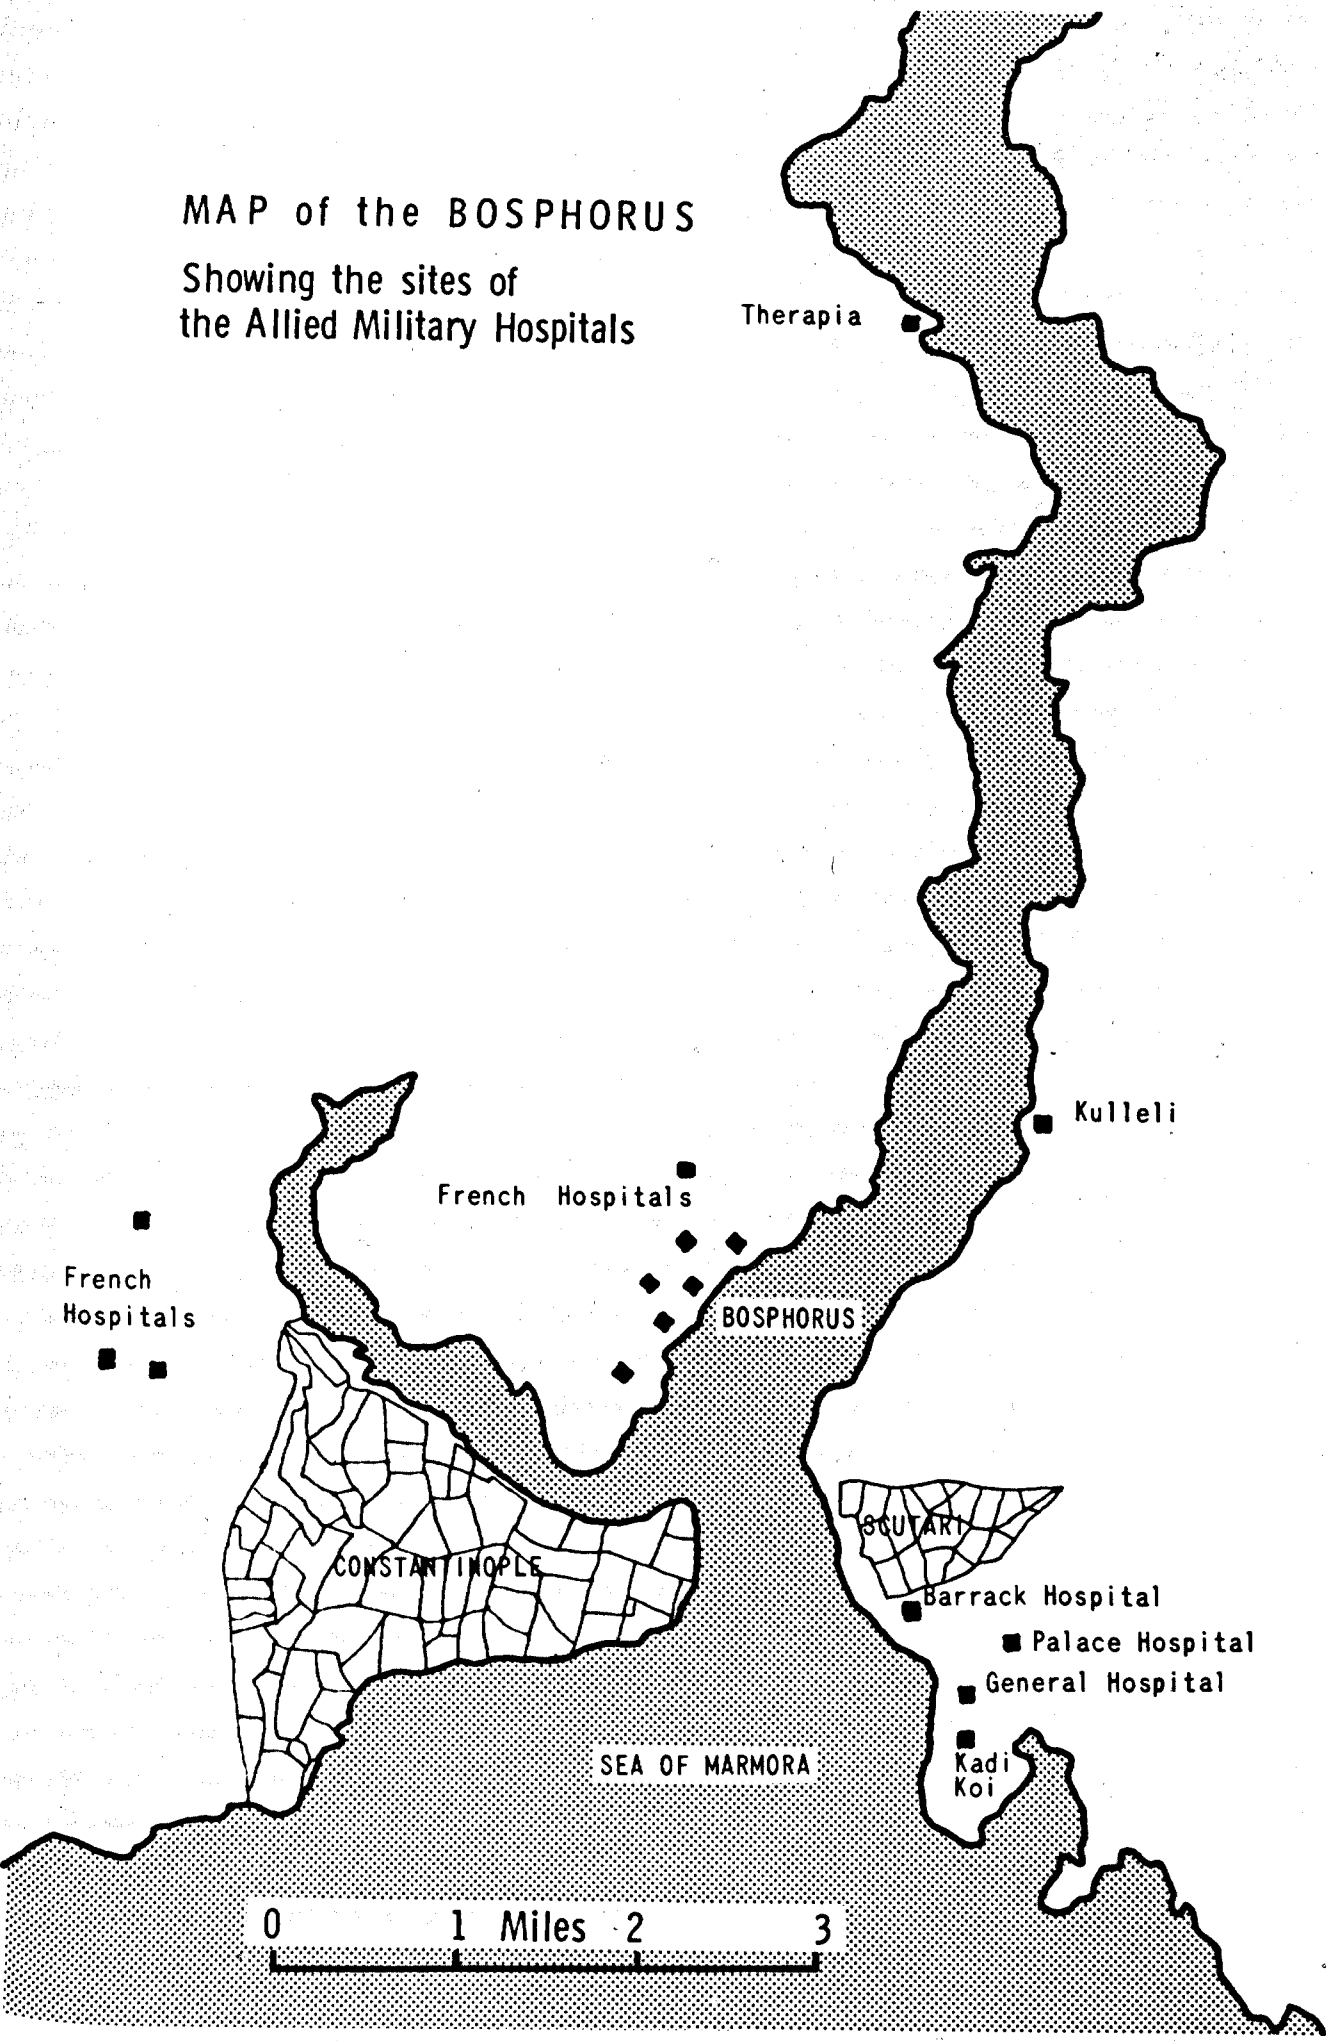 MAP of the BOSPHORUS
Showing the sites of
the Allied Military Hospitals
Therapia
Kulleli
French Hospitals
French
Hospitals
BOSPHORUS
SCUTARI
CONSTANTINOPLE
Barrack Hospital
Palace Hospital
General Hospital
Kadi
Koi
SEA OF MARMORA
0 1 Miles 2 3